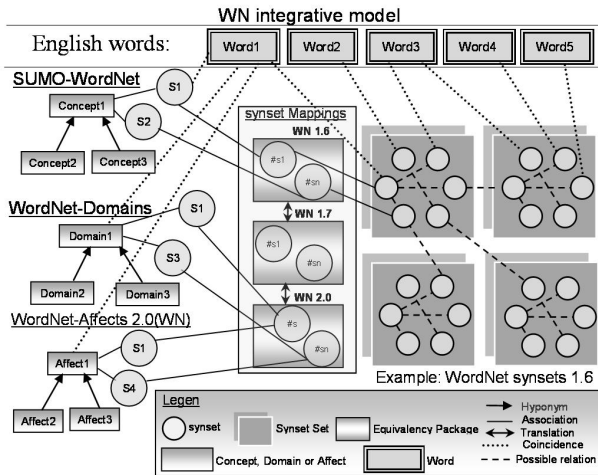 WN integrative model
English words: Word1 Word2 Word3 Word4 Word5
SUMO-WordNet
S1
Concept1
S2
Concept2 Concept3
synset Mappings
WN 1.6
#s1
#sn
WN 1.7
#s1
#sn
WN 2.0
#s
#sn
WordNet-Domains
S1
Domain1
S3
Domain2 Domain3
WordNet-Affects 2.0(WN)
S1
Affect1
S4
Affect2 Affect3
Example: WordNet synsets 1.6
Legen
synset Synset Set Equivalency Package
Concept, Domain or Affect Word
Hyponym
Association
Translation
Coincidence
Possible relation